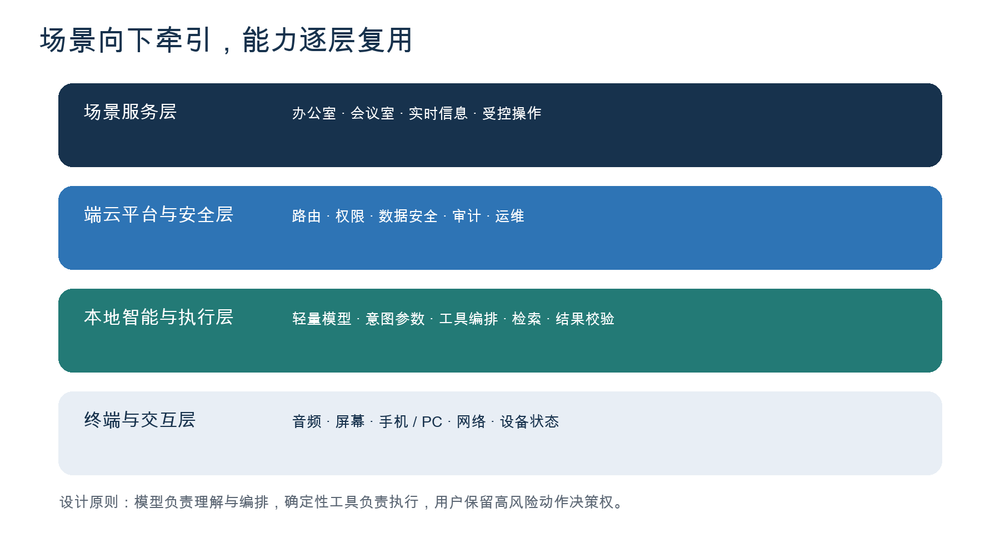 场景向下牵引，能力逐层复用
场景服务层 办公室 · 会议室 · 实时信息 · 受控操作
端云平台与安全层 路由 · 权限 · 数据安全 · 审计 · 运维
本地智能与执行层 轻量模型 · 意图参数 · 工具编排 · 检索 · 结果校验
终端与交互层 音频 · 屏幕 · 手机 / PC · 网络 · 设备状态
设计原则：模型负责理解与编排，确定性工具负责执行，用户保留高风险动作决策权。